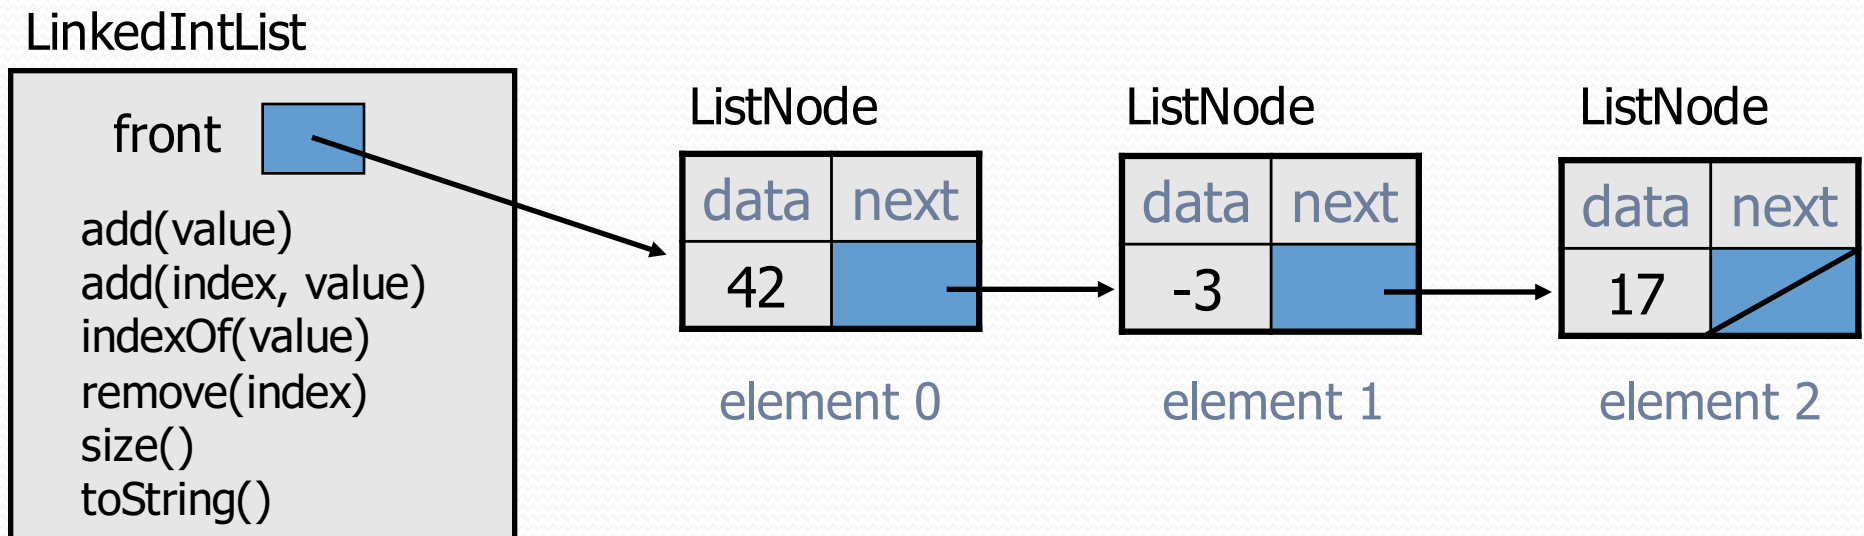 LinkedIntList
front
add(value)
add(index, value)
indexOf(value)
remove(index)
size()
toString()
ListNode
data next
42
element 0
ListNode
data next
-3
element 1
ListNode
data next
17
element 2